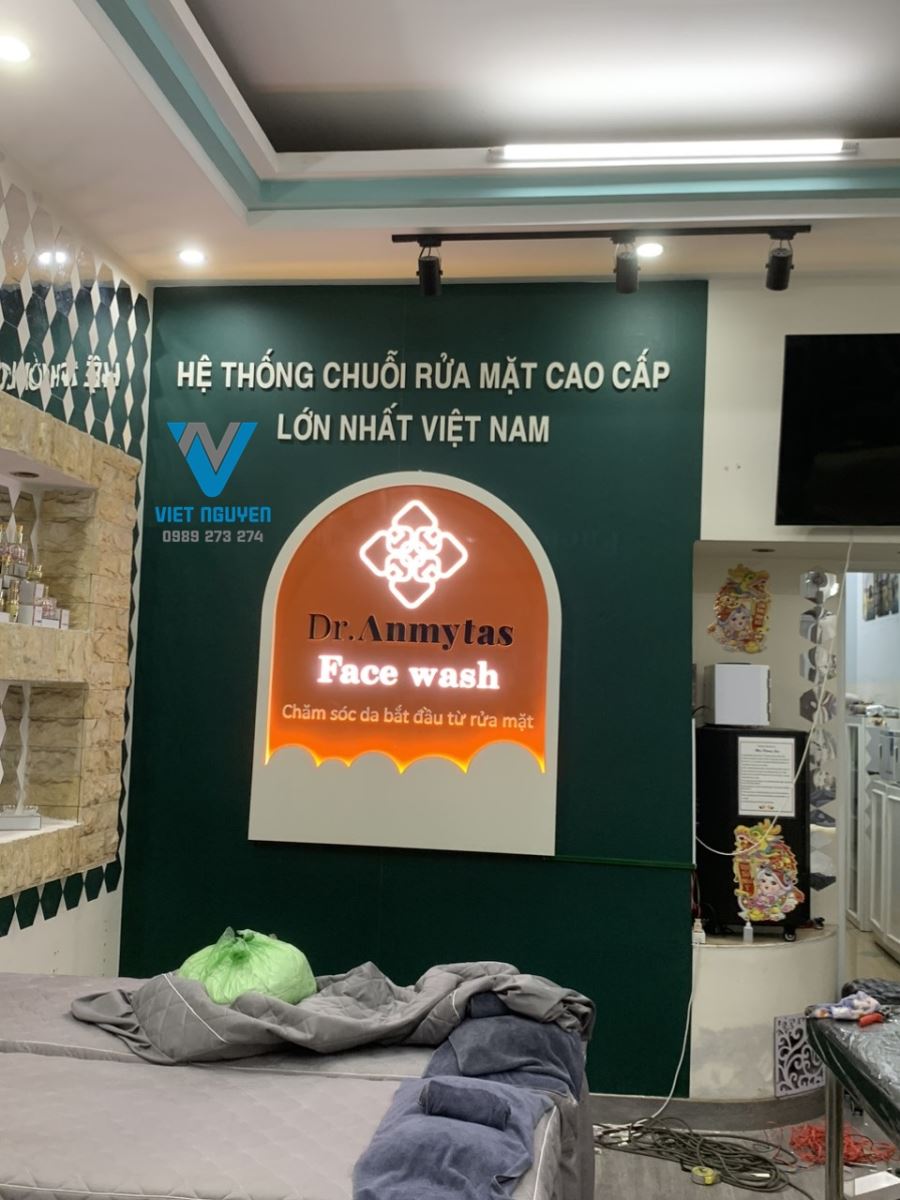 HỆ THỐNG CHUỖI RỬA MẶT CAO CẤP
LỚN NHẤT VIỆT NAM
VIET NGUYEN
0989 273 274
Dr.Anmytas
Face wash
Chăm sóc da bắt đầu từ rửa mặt